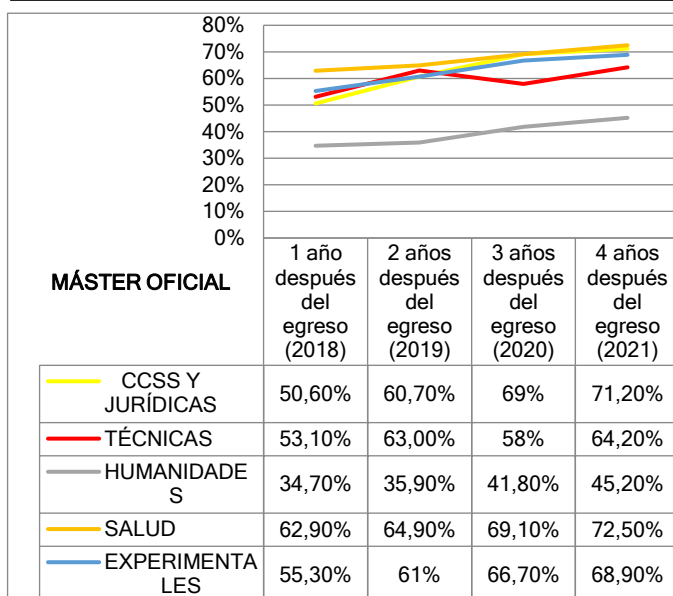 80%
70%
60%
50%
40%
30%
20%
10%
0%
MÁSTER OFICIAL
1 año
después
del
egreso
(2018)
2 años
después
del
egreso
(2019)
3 años
después
del
egreso
(2020)
4 años
después
del
egreso
(2021)
CCSS Y
JURÍDICAS
50,60% 60,70% 69% 71,20%
TÉCNICAS 53,10% 63,00% 58% 64,20%
HUMANIDADE
S
34,70% 35,90% 41,80% 45,20%
SALUD 62,90% 64,90% 69,10% 72,50%
EXPERIMENTA
LES
55,30% 61% 66,70% 68,90%